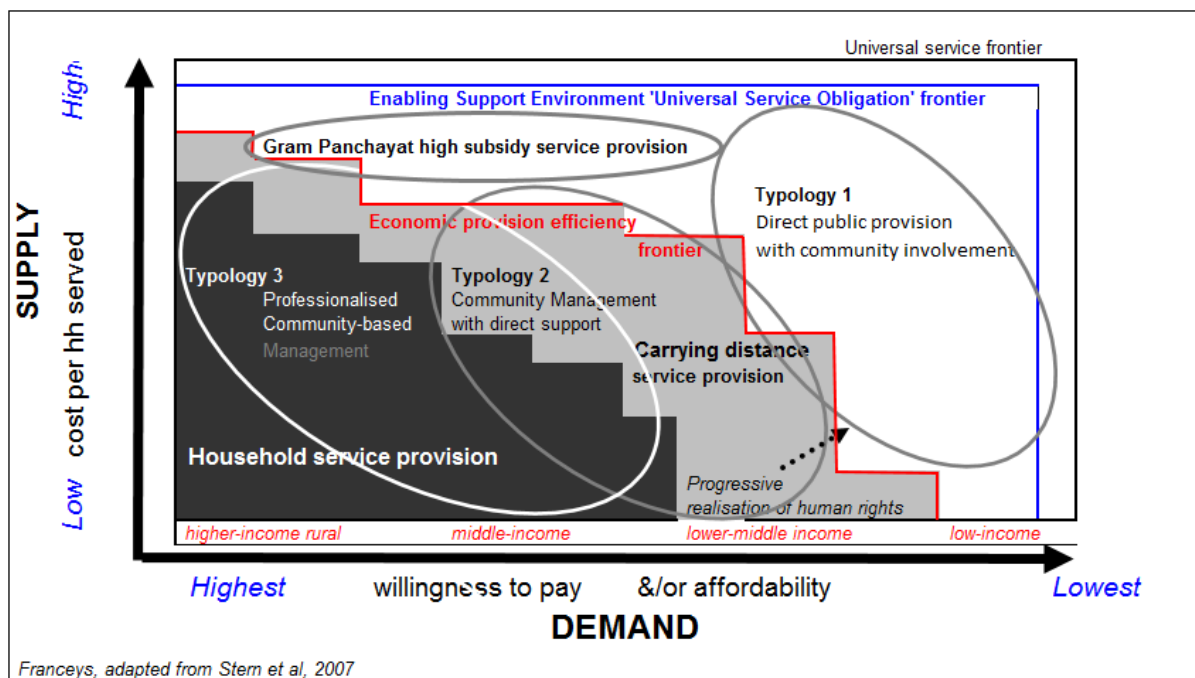 Universal service frontier
Enabling Support Environment 'Universal Service Obligation' frontier
Gram Panchayat high subsidy service provision
Typology 1
Direct public provision
with community involvement
Economic provision efficiency
frontier
Typology 3
Professionalised
Community-based
Management
Typology 2
Community Management
with direct support
Carrying distance
service provision
Household service provision
Progressive
realisation of human rights
higher-income rural
middle-income
lower-middle income
low-income
SUPPLY
High
cost per hh served
Low
Highest
willingness to pay
&/or affordability
Lowest
DEMAND
Franceys, adapted from Stern et al, 2007